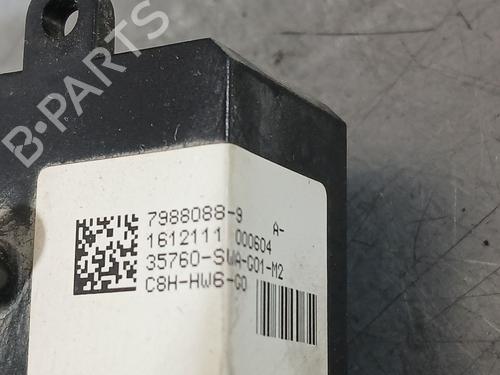 B-PARTS
7988088-9 A-
1612111 000604
35760-SWA-G01-M2
C8H-HW6-G0